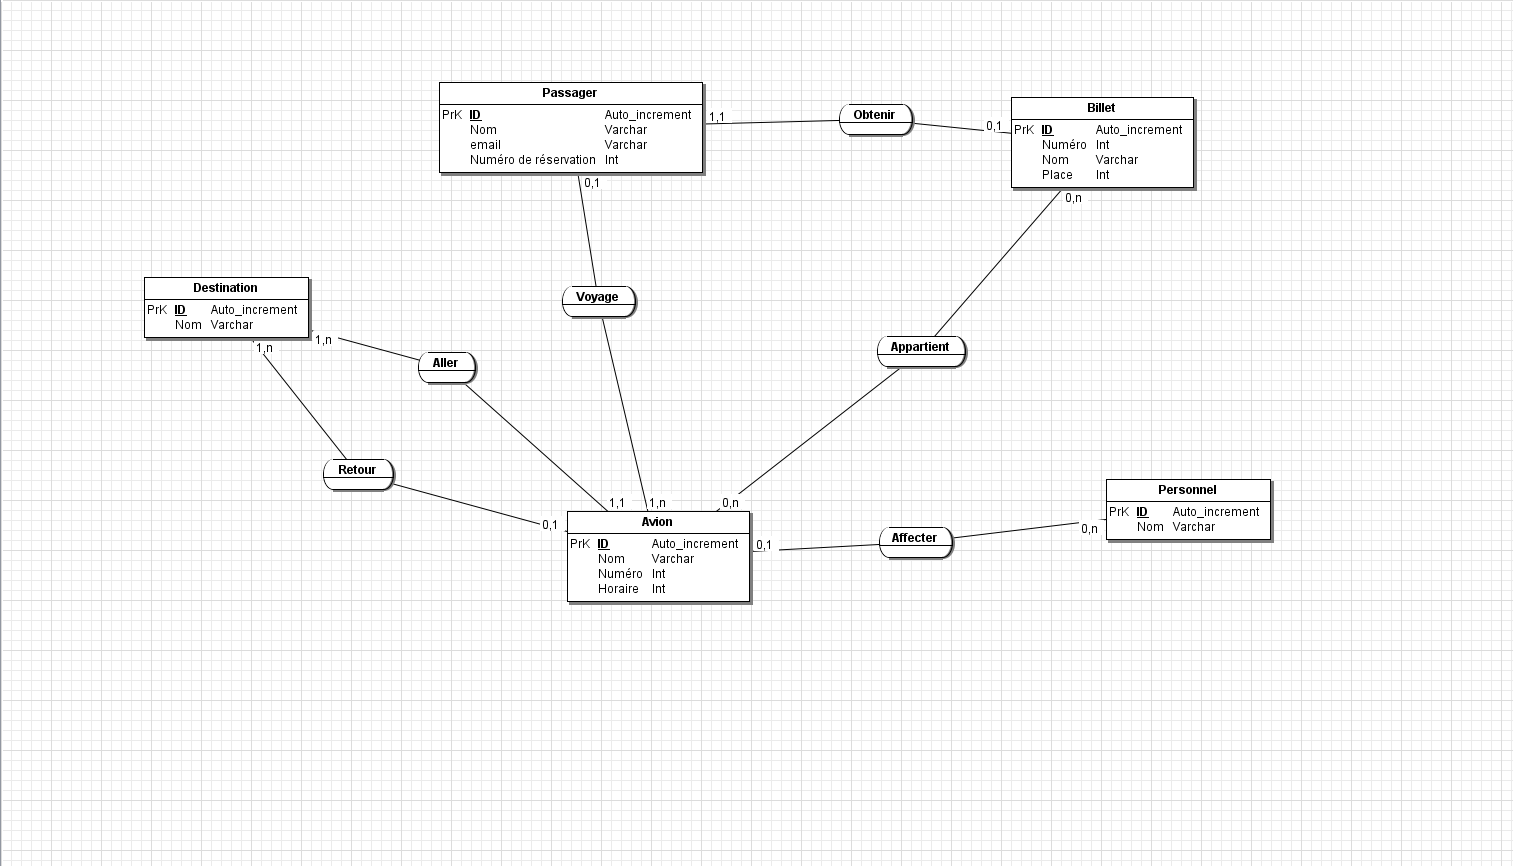 Passager
PrK ID Auto_increment
Nom Varchar
email Varchar
Numéro de réservation Int
1,1
Obtenir
0,1
Billet
PrK ID Auto_increment
Numéro Int
Nom Varchar
Place Int
0,1
0,n
Voyage
Destination
PrK ID Auto_increment
Nom Varchar
1,n
1,n
Aller
Appartient
Retour
1,1
1,n
0,n
0,1
Avion
PrK ID Auto_increment
Nom Varchar
Numéro Int
Horaire Int
0,1
Affecter
0,n
Personnel
PrK ID Auto_increment
Nom Varchar